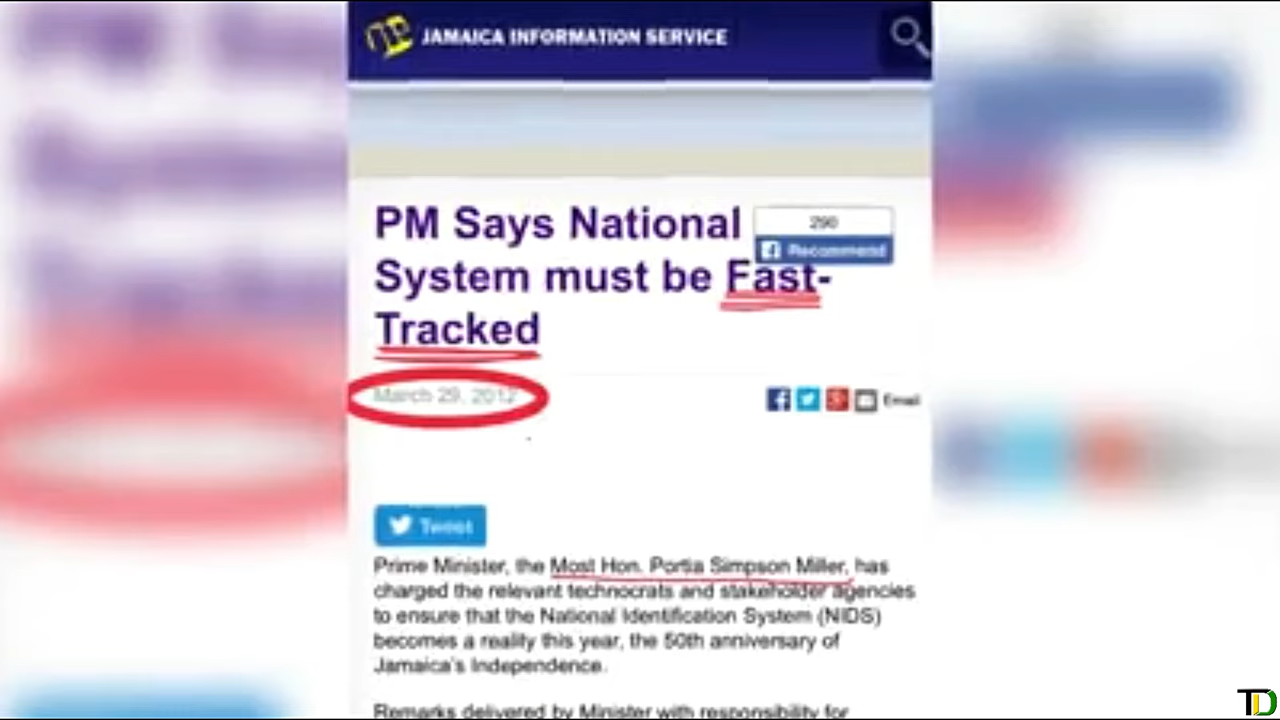 JAMAICA INFORMATION SERVICE
PM Says National
290
Recommend
System must be Fast-
Tracked
March 29, 2012
Email
Tweet
Prime Minister, the Most Hon. Portia Simpson Miller, has
charged the relevant technocrats and stakeholder agencies
to ensure that the National Identification System (NIDS)
becomes a reality this year, the 50th anniversary of
Jamaica's Independence.
Remarks delivered by Minister with responsibility for
TD